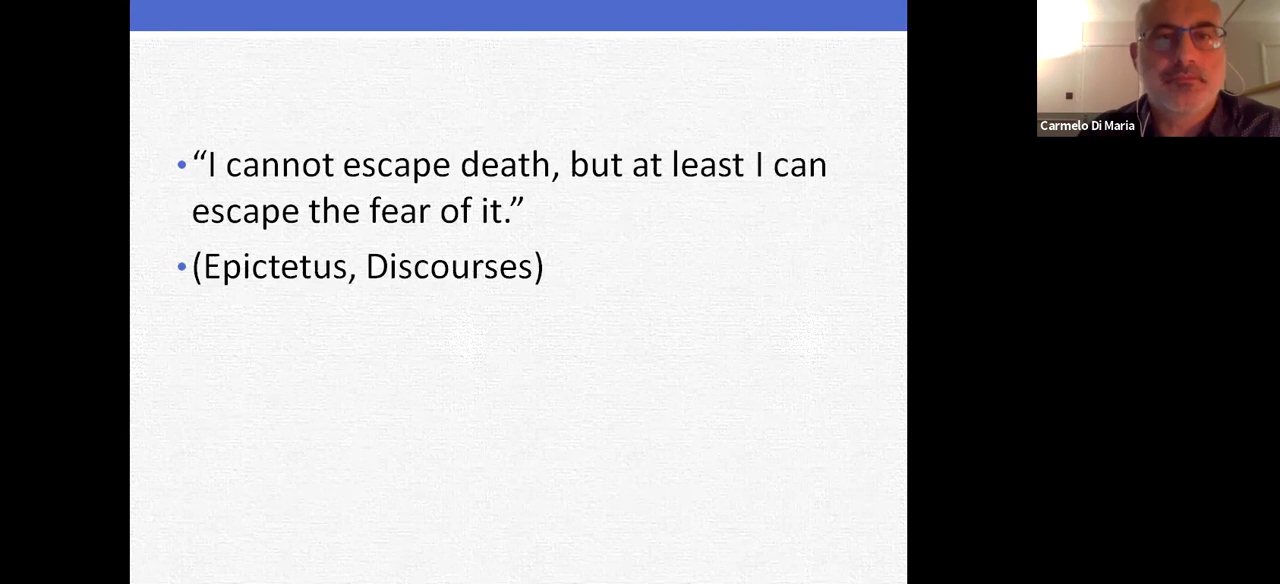 • “I cannot escape death, but at least I can
escape the fear of it.”
• (Epictetus, Discourses)
Carmelo Di Maria